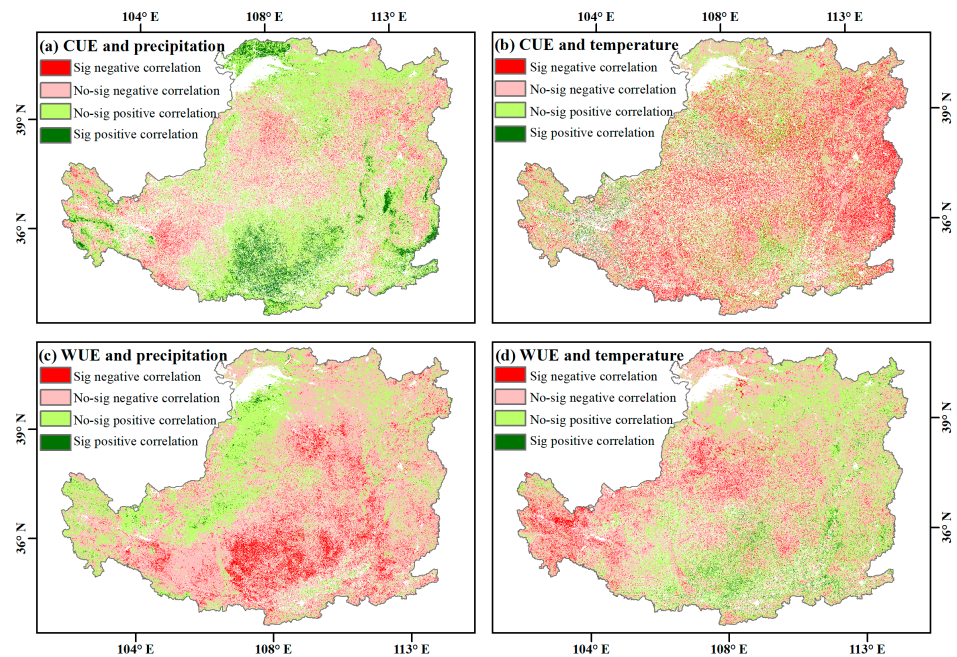 104° E 108° E 113° E 104° E 108° E 113° E
(a) CUE and precipitation
Sig negative correlation
No-sig negative correlation
No-sig positive correlation
Sig positive correlation
39° N
36° N
(b) CUE and temperature
Sig negative correlation
No-sig negative correlation
No-sig positive correlation
Sig positive correlation
39° N
36° N
(c) WUE and precipitation
Sig negative correlation
No-sig negative correlation
No-sig positive correlation
Sig positive correlation
39° N
36° N
(d) WUE and temperature
Sig negative correlation
No-sig negative correlation
No-sig positive correlation
Sig positive correlation
39° N
36° N
104° E 108° E 113° E 104° E 108° E 113° E